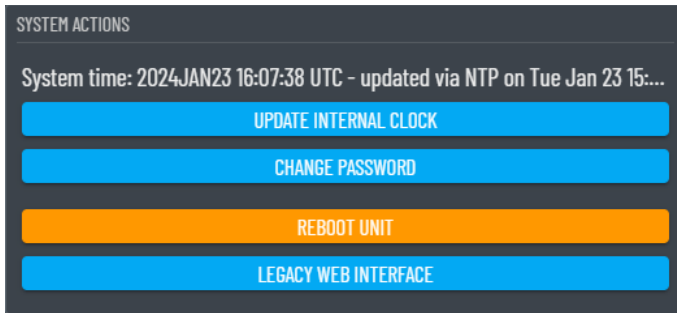 SYSTEM ACTIONS
System time: 2024JAN23 16:07:38 UTC - updated via NTP on Tue Jan 23 15:...
UPDATE INTERNAL CLOCK
CHANGE PASSWORD
REBOOT UNIT
LEGACY WEB INTERFACE